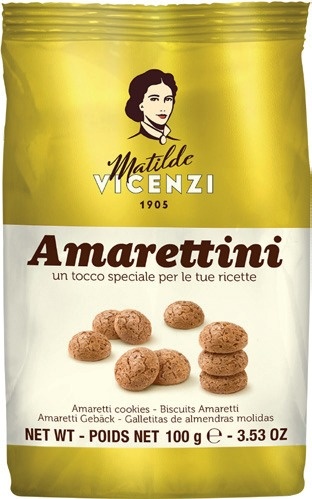 Matilde
VICENZI
1905
Amarettini
un tocco speciale per le tue ricette
Amaretti cookies - Biscuits Amaretti
Amaretti Gebäck - Galletitas de almendras molidas
NET WT - POIDS NET 100 g ℮ - 3.53 OZ